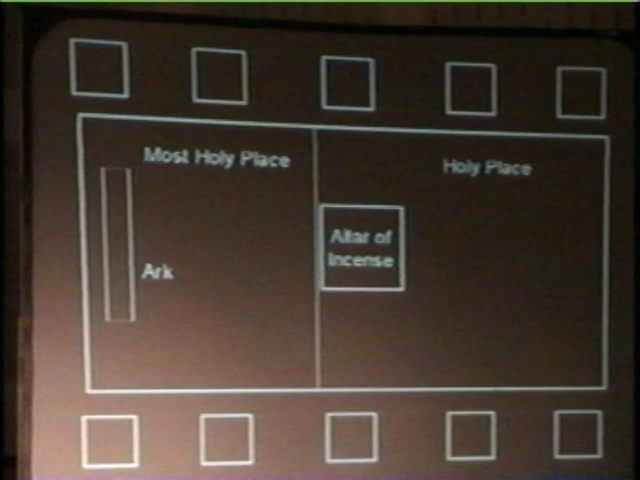 Most Holy Place
Holy Place
Altar of
Incense
Ark